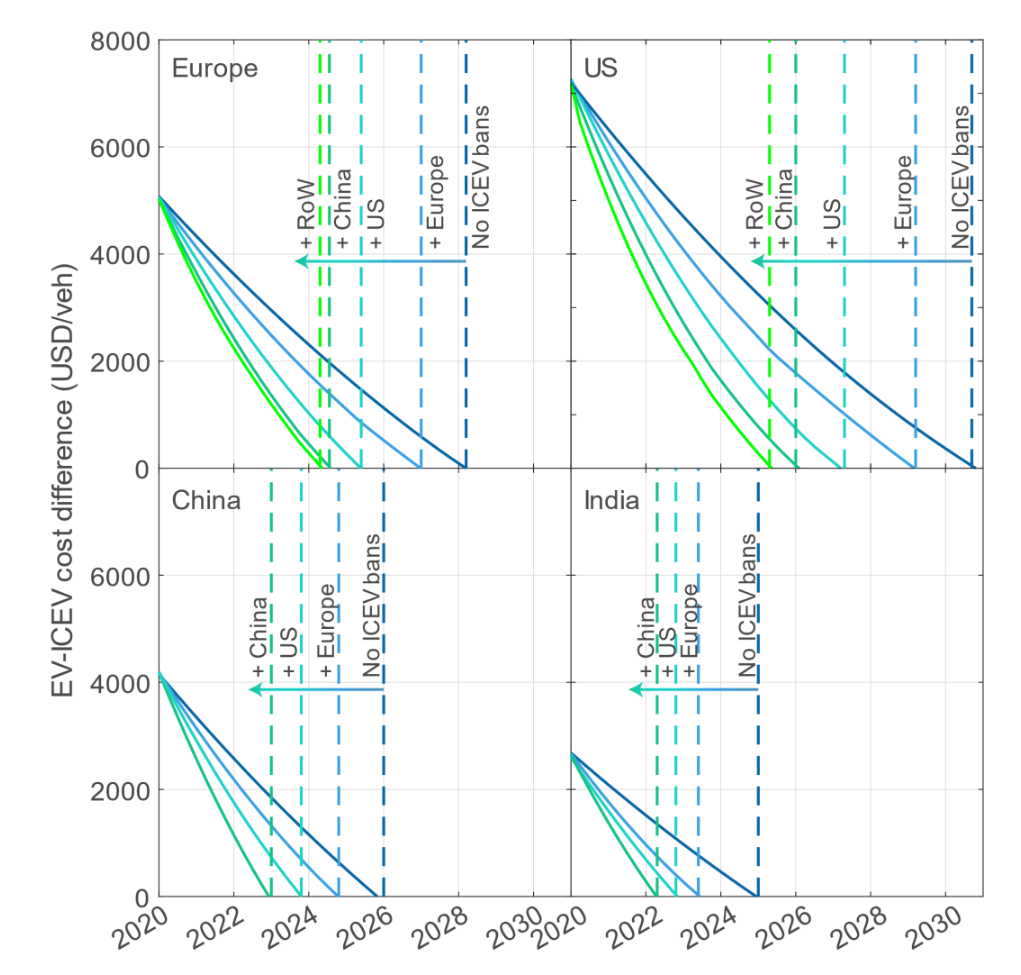 EV-ICEV cost difference (USD/veh)
8000
6000
4000
2000
0
Europe
+ RoW
+ China
+ US
+ Europe
No ICEV bans
US
+ RoW
+ China
+ US
+ Europe
No ICEV bans
6000
4000
2000
0
China
+ China
+ US
+ Europe
No ICEV bans
India
+ China
+ US
+ Europe
No ICEV bans
2020 2022 2024 2026 2028 2030
2020 2022 2024 2026 2028 2030